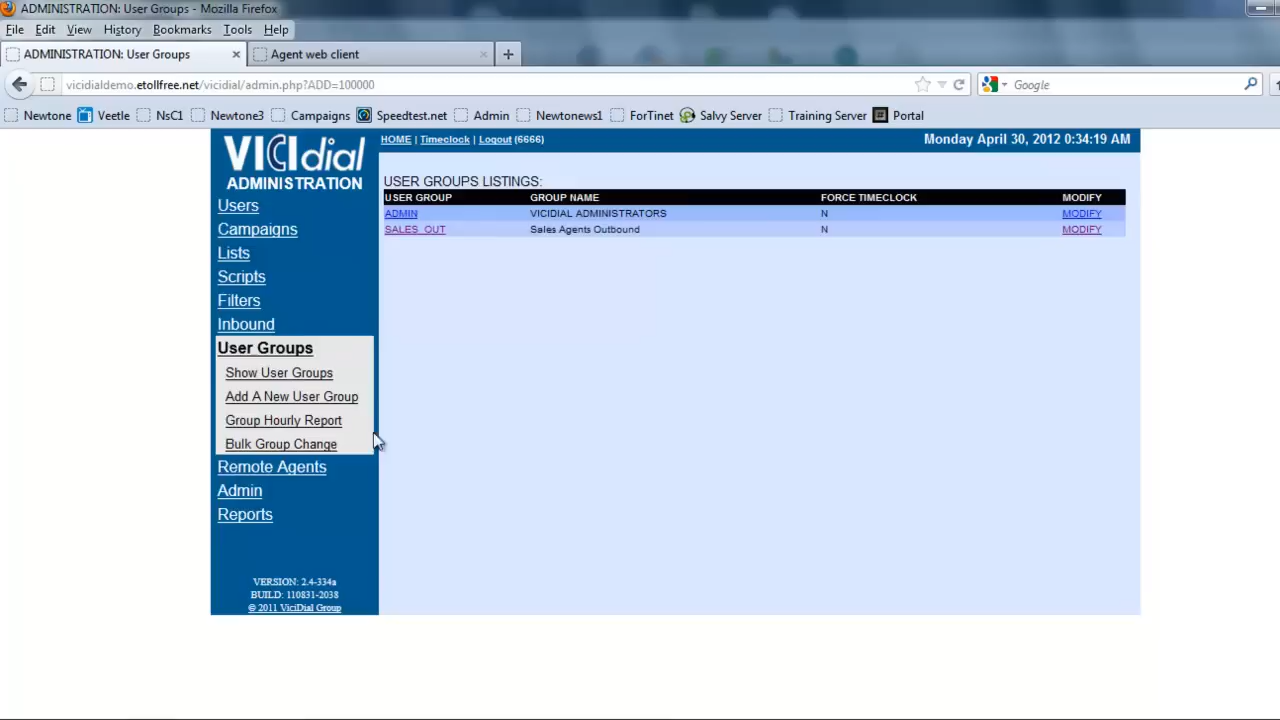 ADMINISTRATION: User Groups - Mozilla Firefox
File Edit View History Bookmarks Tools Help
ADMINISTRATION: User Groups × Agent web client × +
vicidialdemo.etollfree.net/vicidial/admin.php?ADD=100000 Google
Newtone Veetle NsC1 Newtone3 Campaigns Speedtest.net Admin Newtonews1 ForTinet Salvy Server Training Server Portal
VICIdial
ADMINISTRATION
HOME | Timeclock | Logout (6666) Monday April 30, 2012 0:34:19 AM
USER GROUPS LISTINGS:
USER GROUP GROUP NAME FORCE TIMECLOCK MODIFY
ADMIN VICIDIAL ADMINISTRATORS N MODIFY
SALES_OUT Sales Agents Outbound N MODIFY
Users
Campaigns
Lists
Scripts
Filters
Inbound
User Groups
Show User Groups
Add A New User Group
Group Hourly Report
Bulk Group Change
Remote Agents
Admin
Reports
VERSION: 2.4-334a
BUILD: 110831-2038
© 2011 ViciDial Group